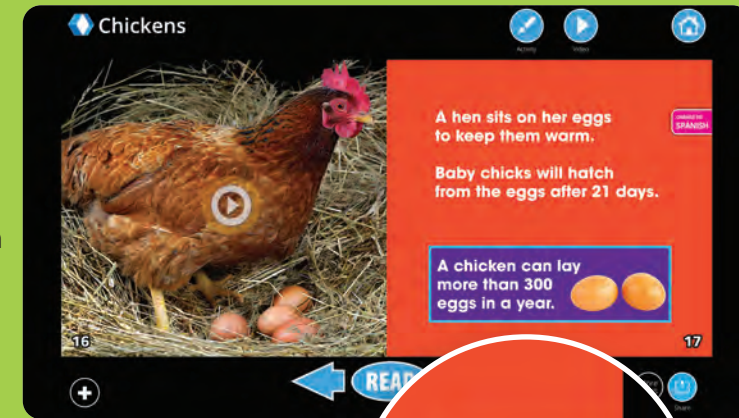 Chickens
Activity
Video
SPANISH
A hen sits on her eggs
to keep them warm.
Baby chicks will hatch
from the eggs after 21 days.
A chicken can lay
more than 300
eggs in a year.
16
17
Share